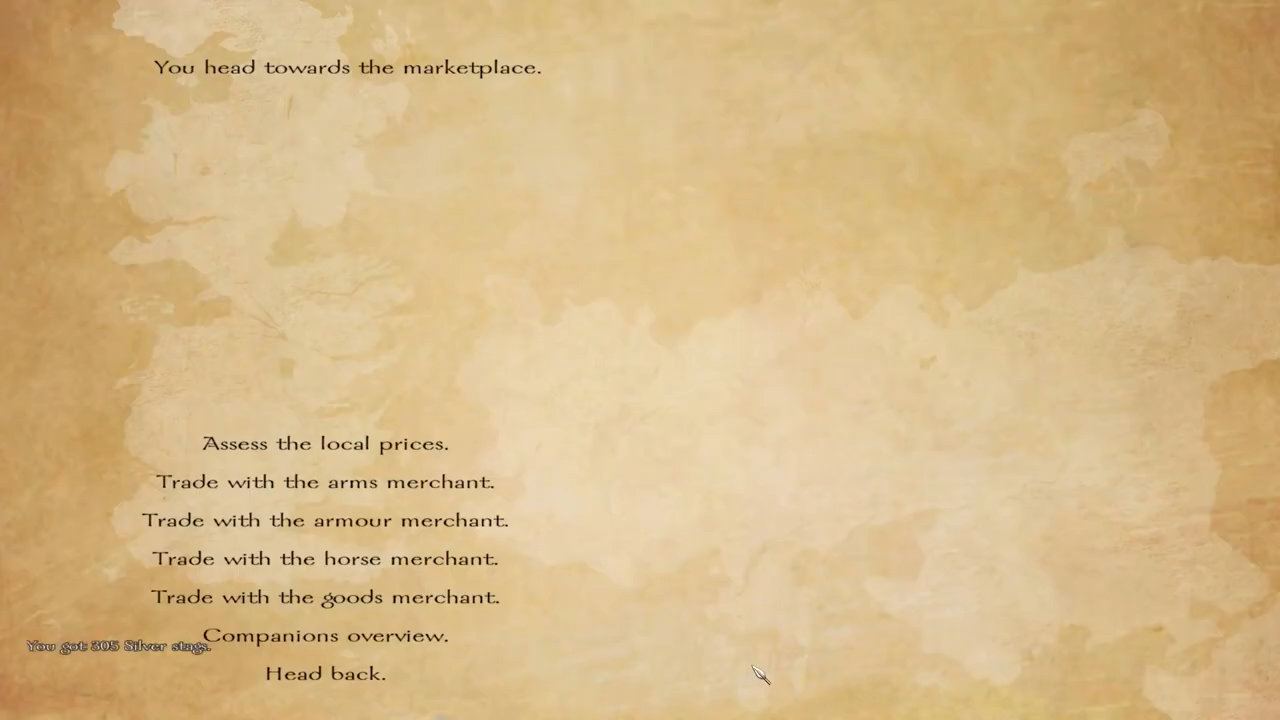 You head towards the marketplace.
Assess the local prices.
Trade with the arms merchant.
Trade with the armour merchant.
Trade with the horse merchant.
Trade with the goods merchant.
Companions overview.
You got 305 Silver stags.
Head back.